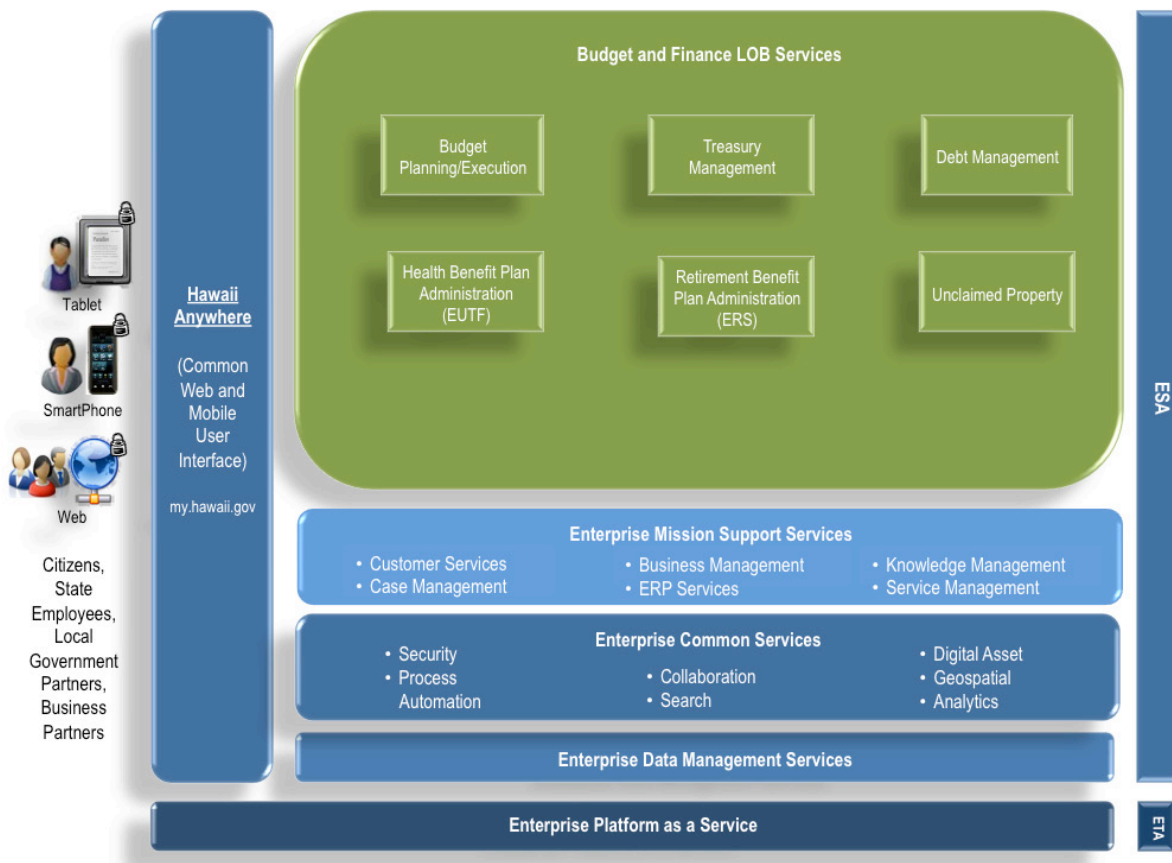 Tablet
SmartPhone
Web
Citizens,
State
Employees,
Local
Government
Partners,
Business
Partners
Hawaii
Anywhere
(Common
Web and
Mobile
User
Interface)
my.hawaii.gov
Budget and Finance LOB Services
Budget
Planning/Execution
Treasury
Management
Debt Management
Health Benefit Plan
Administration
(EUTF)
Retirement Benefit
Plan Administration
(ERS)
Unclaimed Property
Enterprise Mission Support Services
• Customer Services
• Case Management
• Business Management
• ERP Services
• Knowledge Management
• Service Management
Enterprise Common Services
• Security
• Process
Automation
• Collaboration
• Search
• Digital Asset
• Geospatial
• Analytics
Enterprise Data Management Services
Enterprise Platform as a Service
ESA
ETA